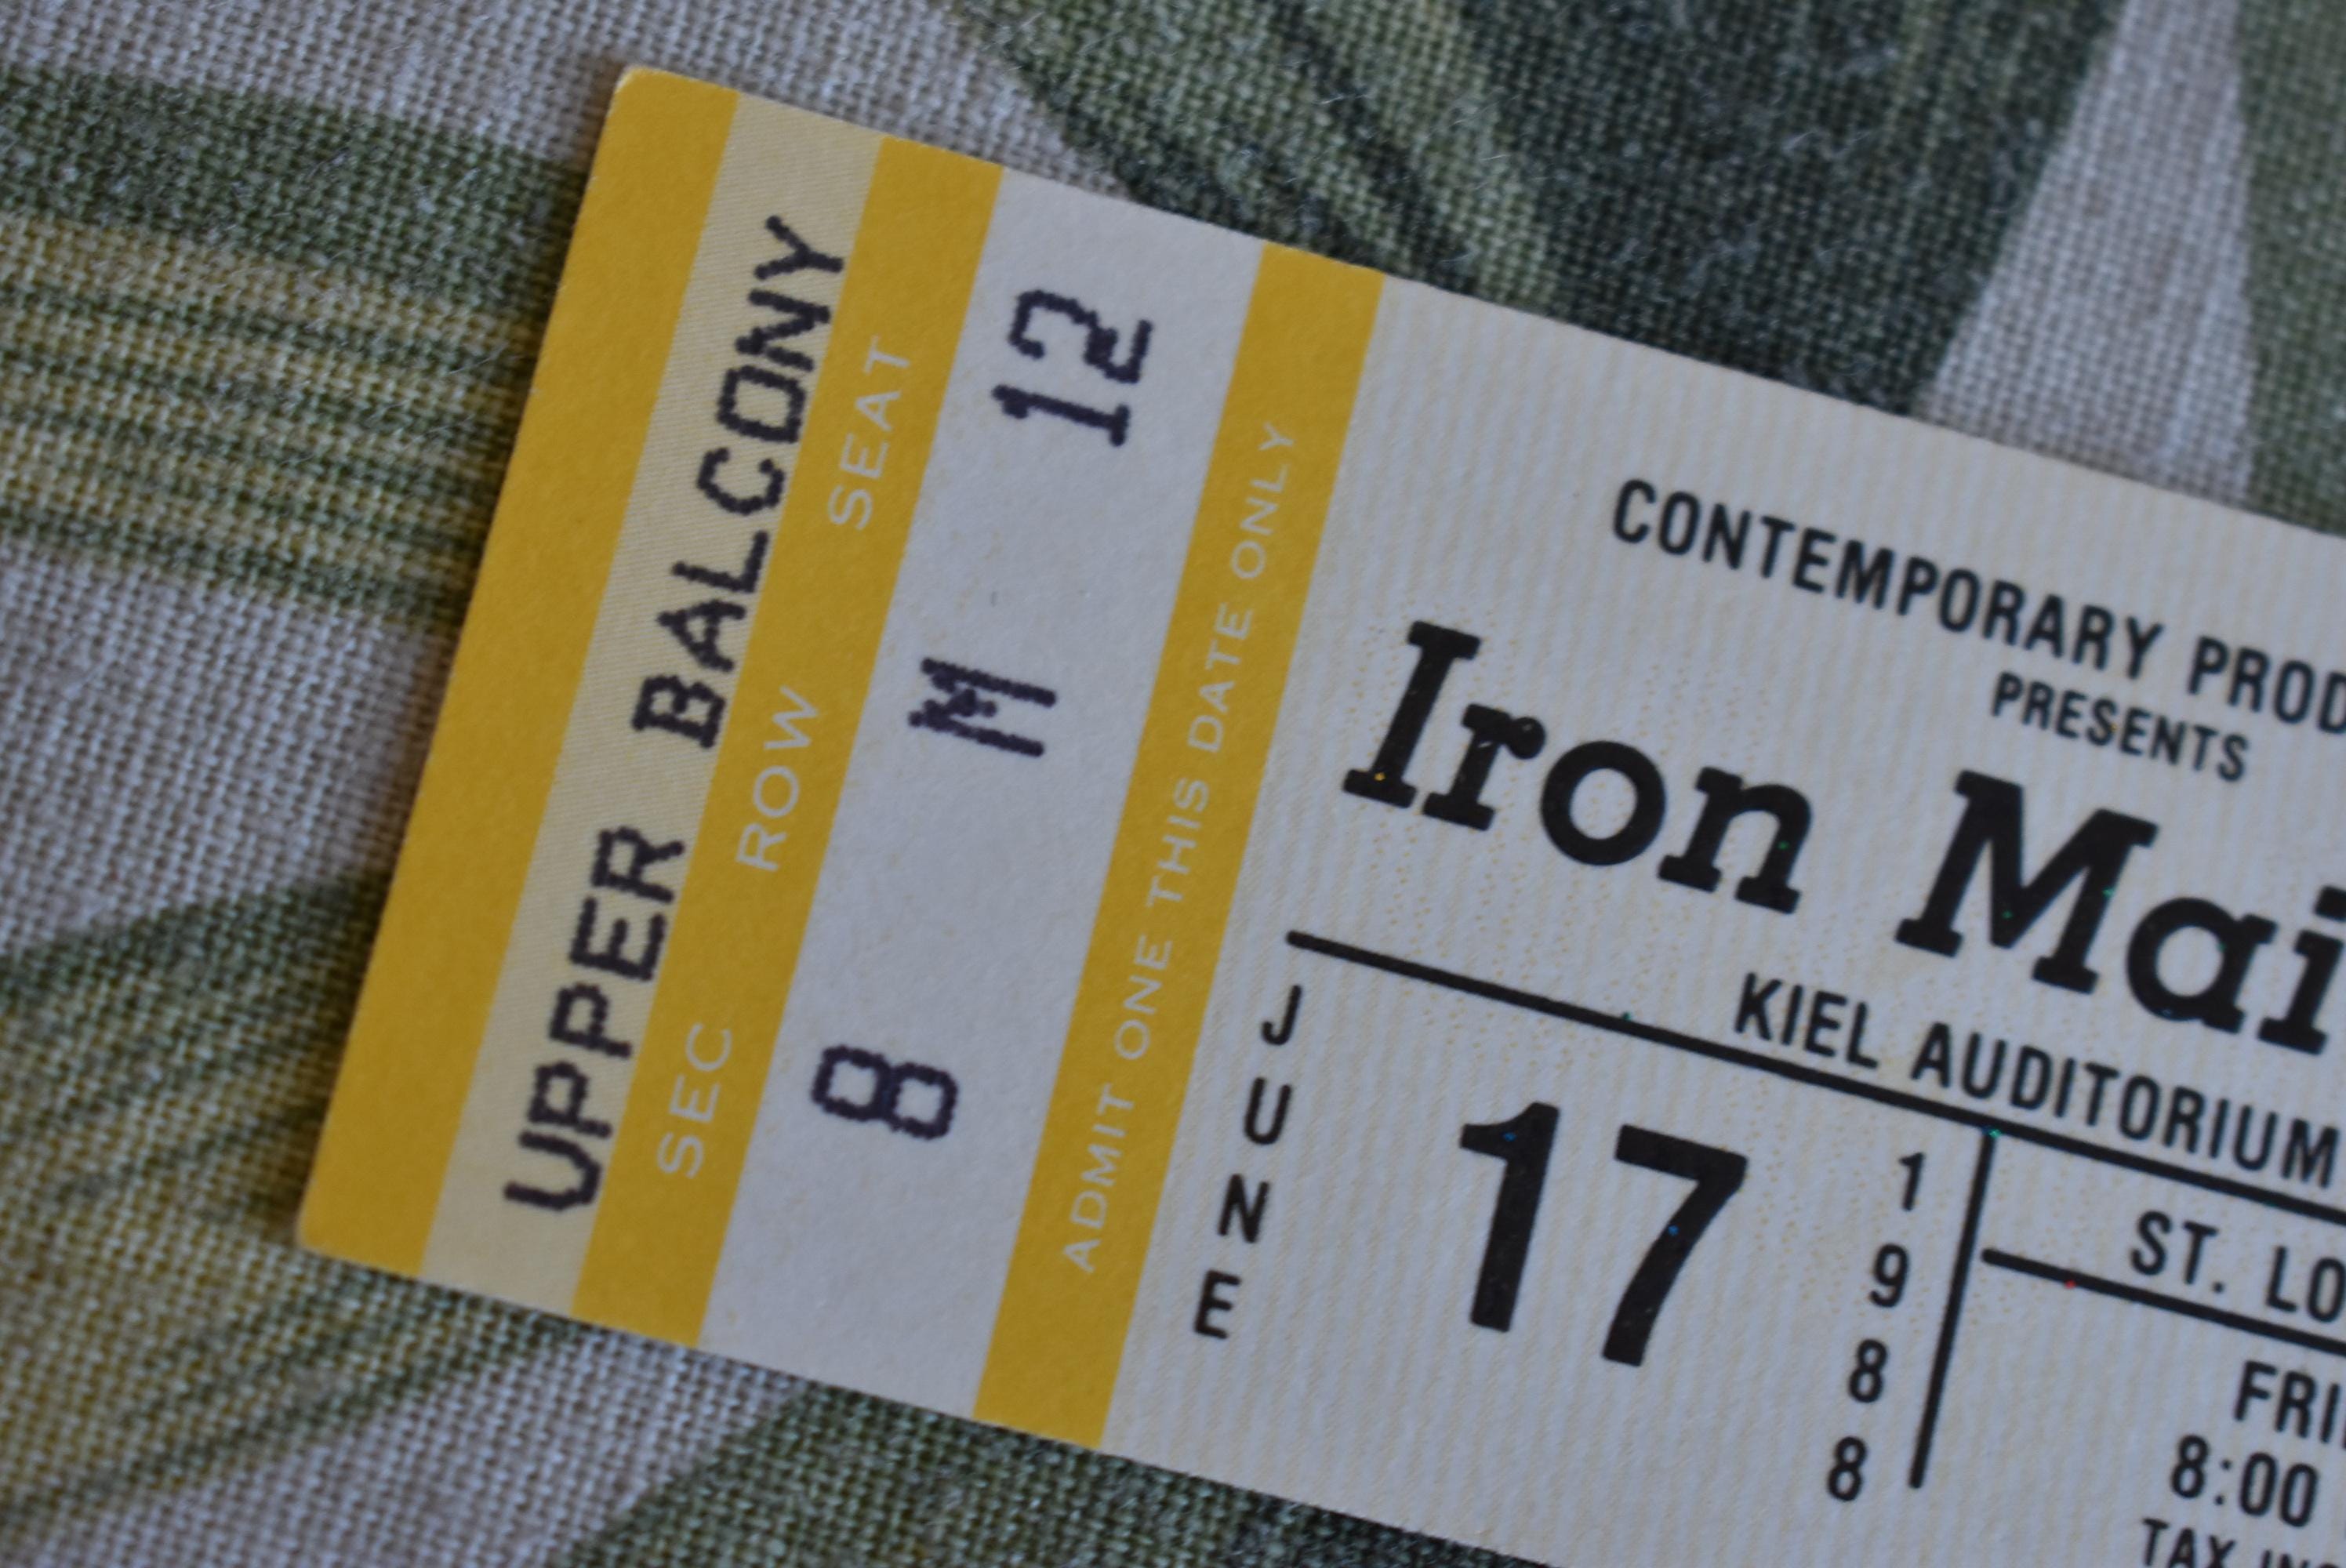 UPPER BALCONY
SEC ROW SEAT
8 M 12
ADMIT ONE THIS DATE ONLY
CONTEMPORARY PROD
PRESENTS
Iron Mai
KIEL AUDITORIUM
JUNE
17
1988
ST. LO
FRI
8:00
TAX